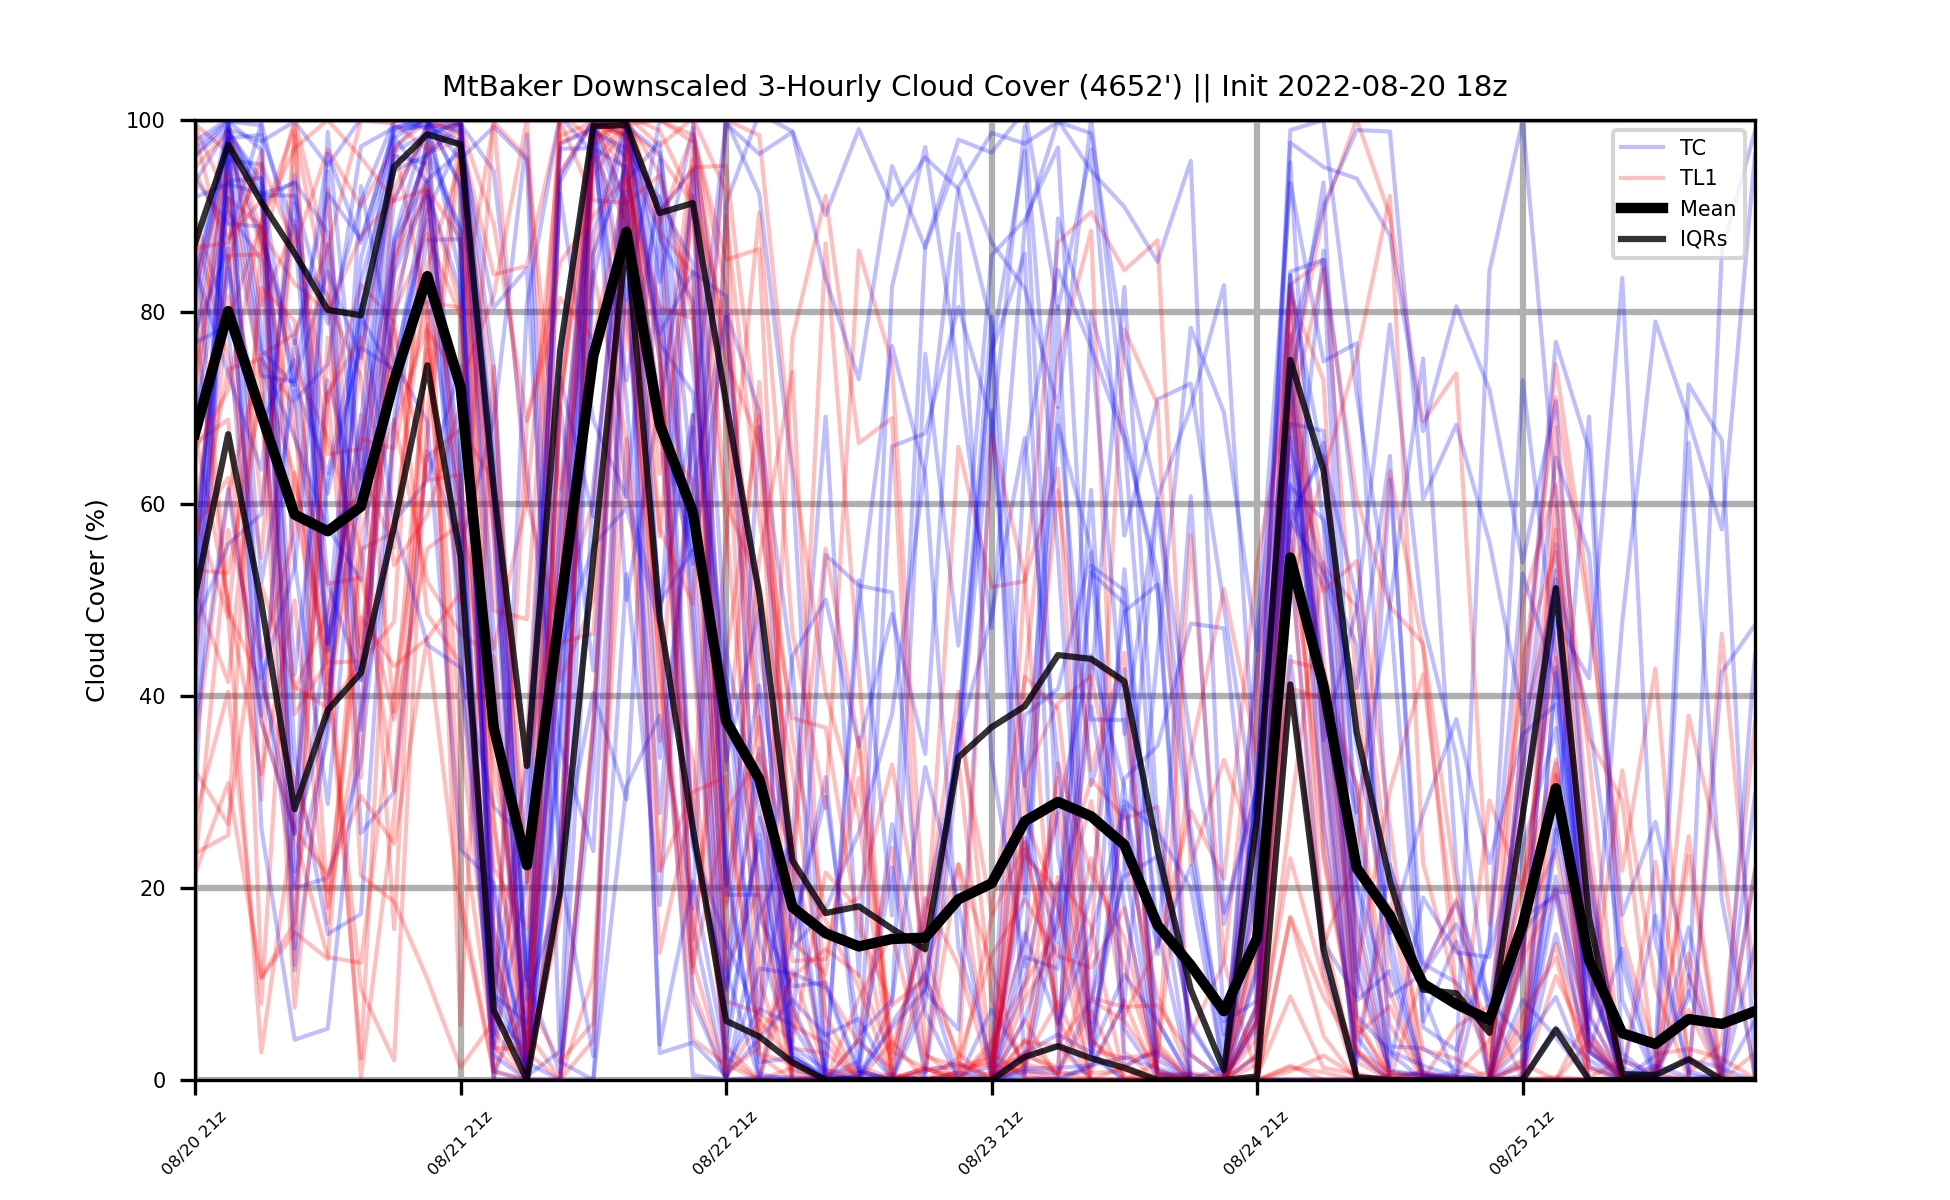 MtBaker Downscaled 3-Hourly Cloud Cover (4652') || Init 2022-08-20 18z
TC
TL1
Mean
IQRs
Cloud Cover (%)
100
80
60
40
20
0
08/20 21z
08/21 21z
08/22 21z
08/23 21z
08/24 21z
08/25 21z